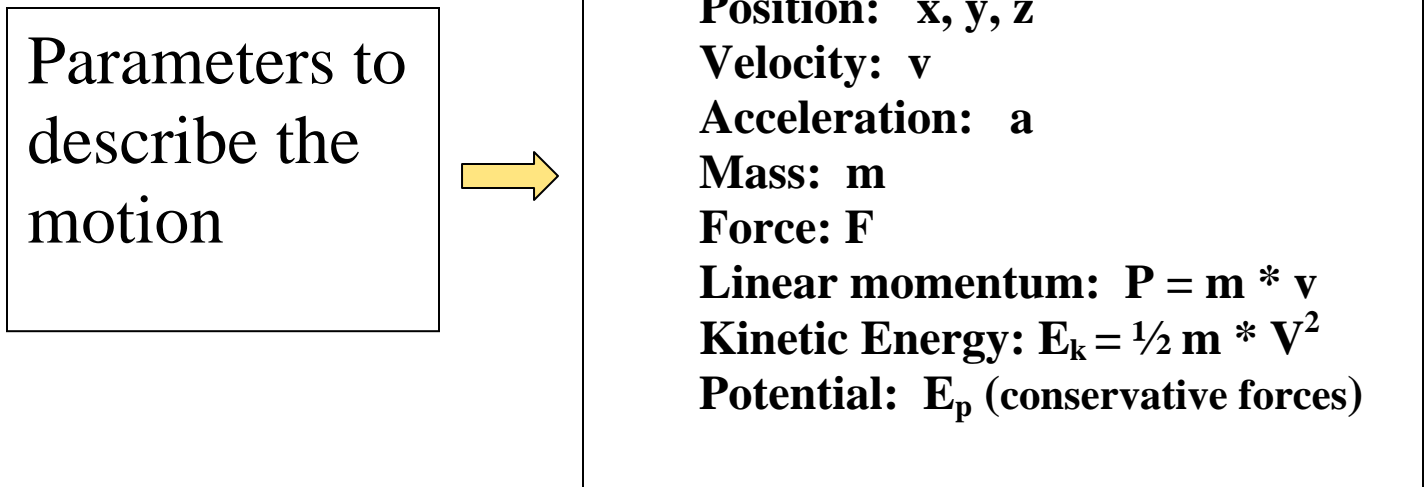 Parameters to
describe the
motion
Position: x, y, z
Velocity: v
Acceleration: a
Mass: m
Force: F
Linear momentum: P = m * v
Kinetic Energy: Eₖ = ½ m * V²
Potential: Eₚ (conservative forces)